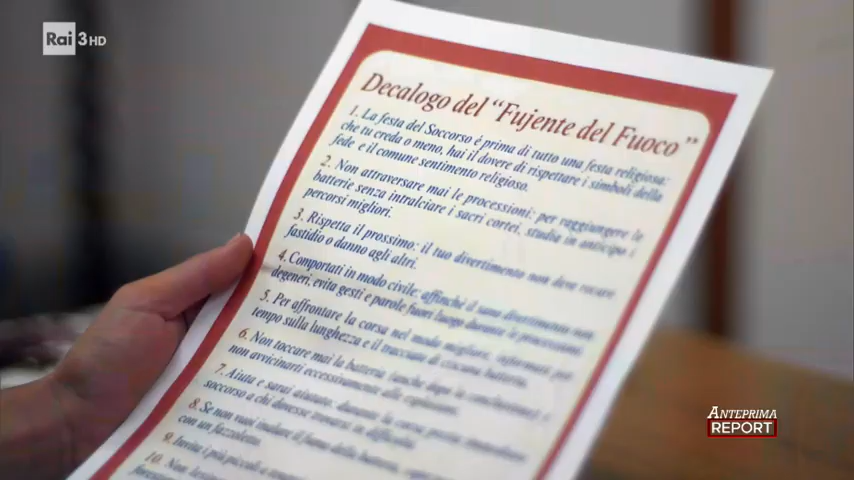 Rai 3 HD
Decalogo del "Fujente del Fuoco"
1. La festa del Soccorso è prima di tutto una festa religiosa:
che tu creda o meno, hai il dovere di rispettare i simboli della
fede e il comune sentimento religioso.
2. Non attraversare mai le processioni: per raggiungere le
batterie senza intralciare i sacri cortei, studia in anticipo i
percorsi migliori.
3. Rispetta il prossimo: il tuo divertimento non deve recare
fastidio o danno agli altri.
4. Comportati in modo civile: affinché il sano divertimento non
degeneri, evita gesti e parole fuori luogo durante le processioni
5. Per affrontare la corsa nel modo migliore, informati per
tempo sulla lunghezza e il tracciato di ciascuna batteria.
6. Non toccare mai la batteria (anche dopo la conclusione) e
non avvicinarti eccessivamente alle
7. Aiuta e sarai aiutato: durante la corsa presta
soccorso a chi dovesse trovarsi in difficoltà
8. Se non vuoi inalare il fumo della batteria,
con un fazzoletto.
9. Invita i più piccoli a
10. Non
ANTEPRIMA
REPORT